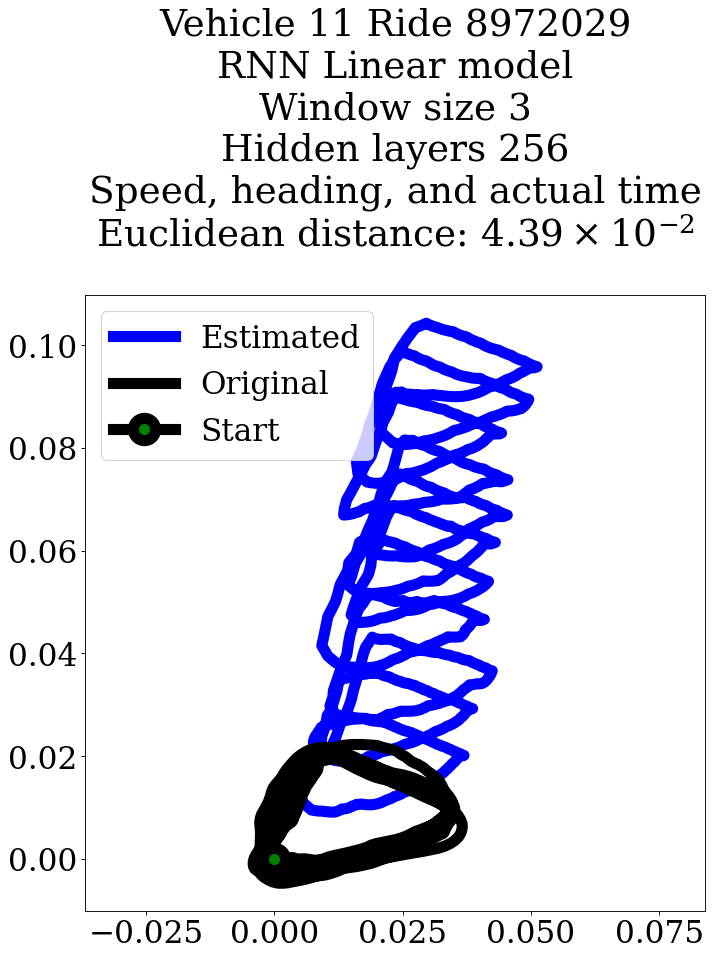 Vehicle 11 Ride 8972029
RNN Linear model
Window size 3
Hidden layers 256
Speed, heading, and actual time
Euclidean distance: 4.39 × 10⁻²
Estimated
Original
Start
0.10
0.08
0.06
0.04
0.02
0.00
−0.025 0.000 0.025 0.050 0.075